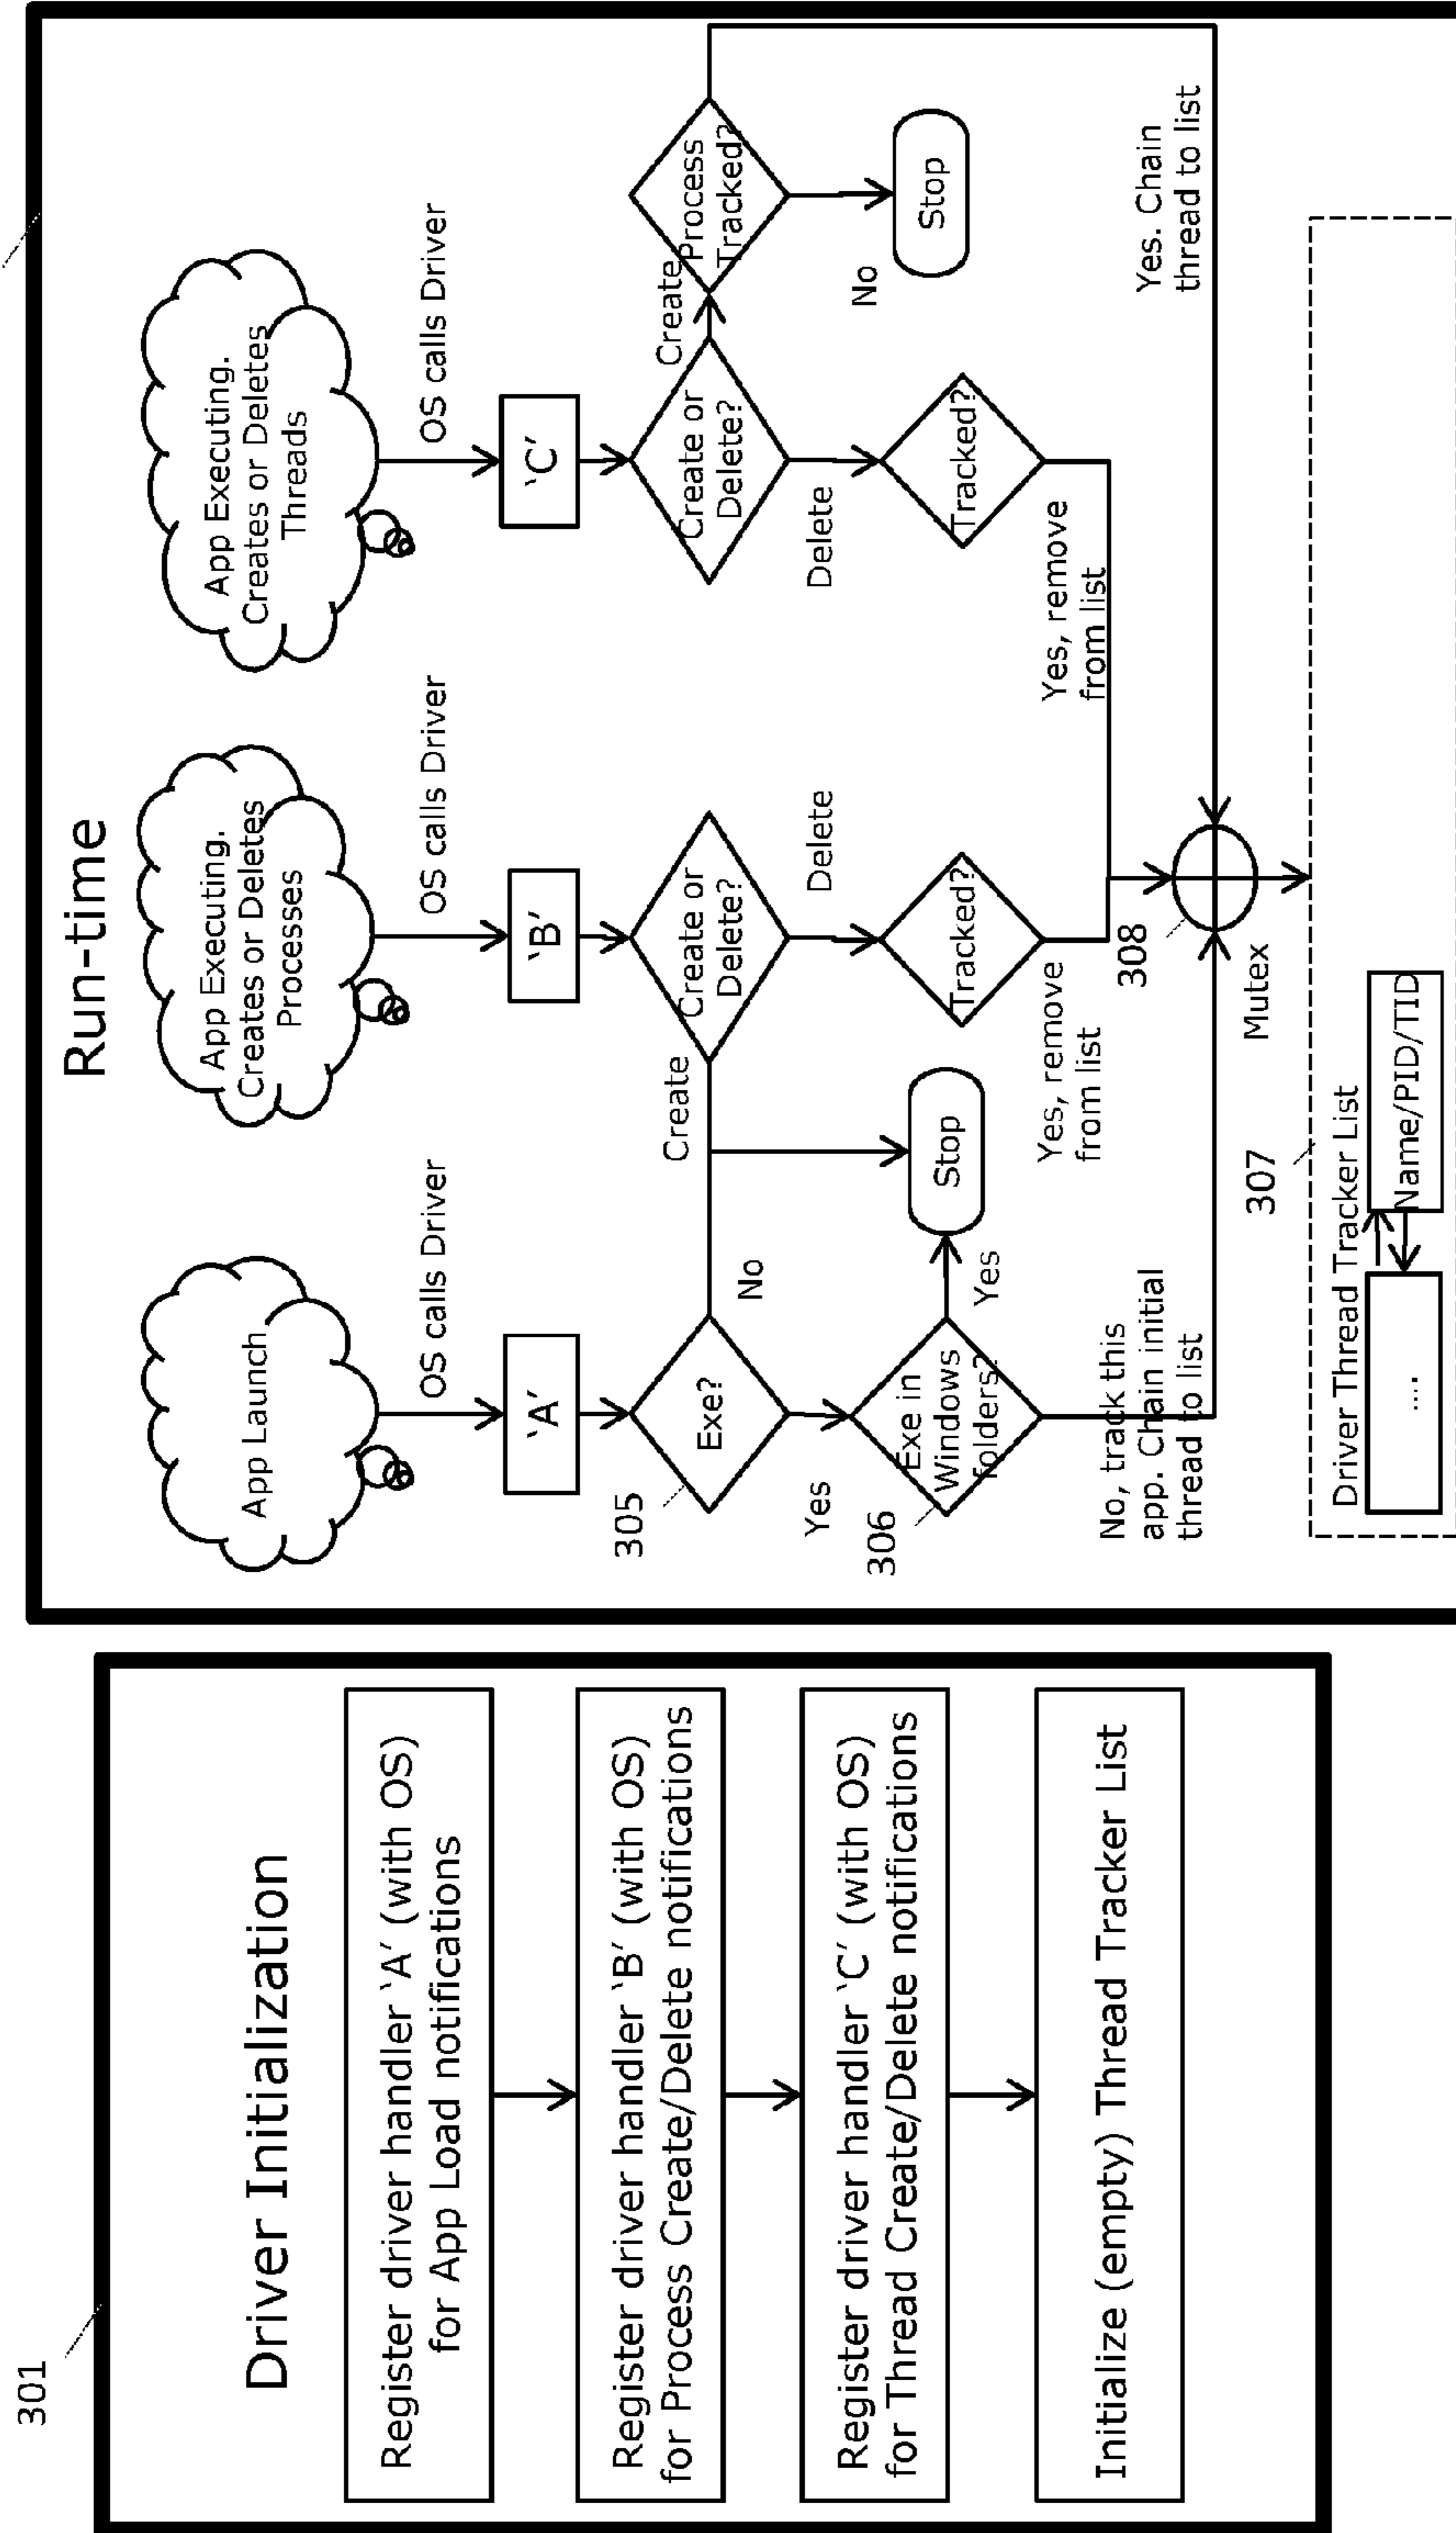 301
Driver Initialization
Register driver handler ‘A’ (with OS)
for App Load notifications
Register driver handler ‘B’ (with OS)
for Process Create/Delete notifications
Register driver handler ‘C’ (with OS)
for Thread Create/Delete notifications
Initialize (empty) Thread Tracker List
Run-time
App Launch
OS calls Driver
‘A’
305
Exe?
No
Yes
306
Exe in
Windows
folders?
Yes
Stop
No, track this
app. Chain initial
thread to list
App Executing.
Creates or Deletes
Processes
OS calls Driver
‘B’
Create or
Delete?
Create
Delete
Tracked?
Yes, remove
from list
App Executing.
Creates or Deletes
Threads
OS calls Driver
‘C’
Create or
Delete?
Create
Process
Tracked?
No
Stop
Delete
Tracked?
Yes, remove
from list
Yes. Chain
thread to list
308
Mutex
307
Driver Thread Tracker List
....
Name/PID/TID